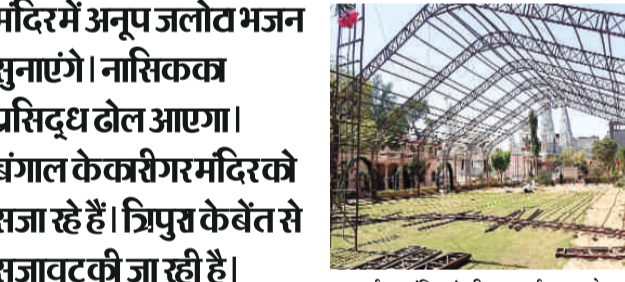 मंदिर में अनूप जलोटा भजन
सुनाएंगे। नासिक का
प्रसिद्ध ढोल आएगा।
बंगाल के कारीगर मंदिर को
सजा रहे हैं। त्रिपुरा के बेंत से
सजावट की जा रही है।